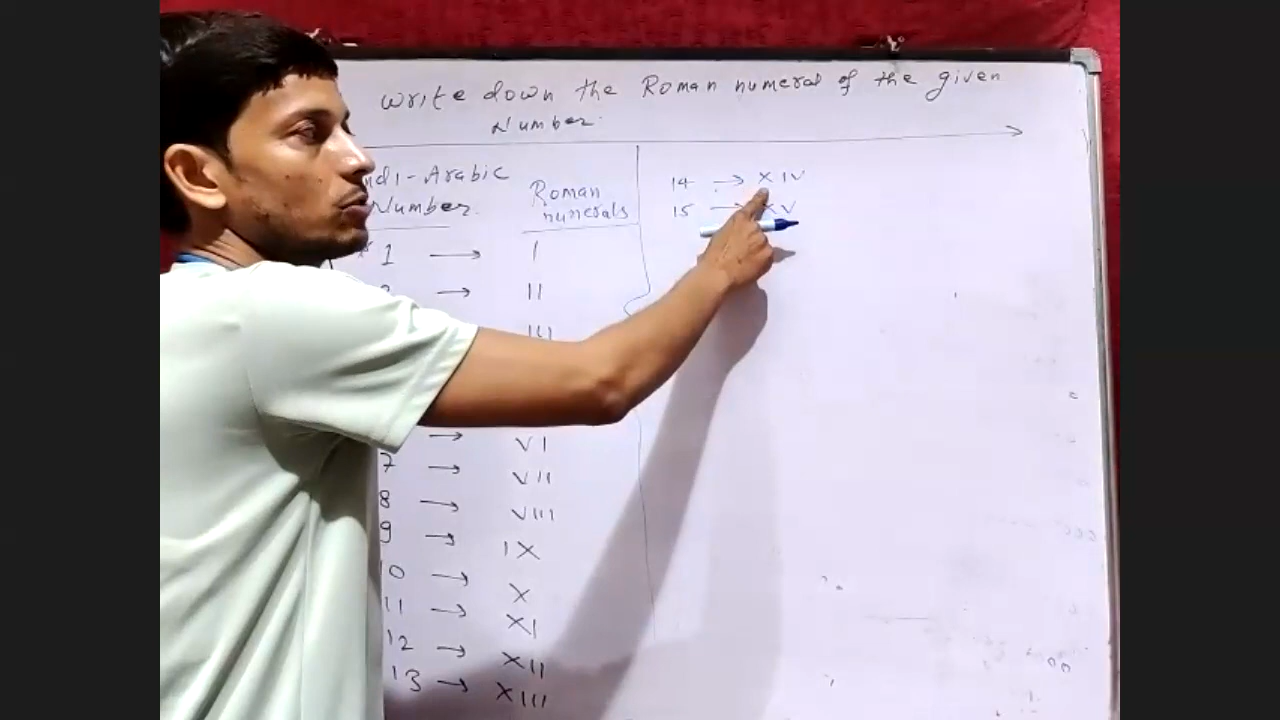 Write down the Roman numeral of the given
Number.
ndi-Arabic
Number.
Roman
numerals
1 → I
→ II
III
→ VI
7 → VII
8 → VIII
9 → IX
10 → X
11 → XI
12 → XII
13 → XIII
14 → XIV
15 → XV